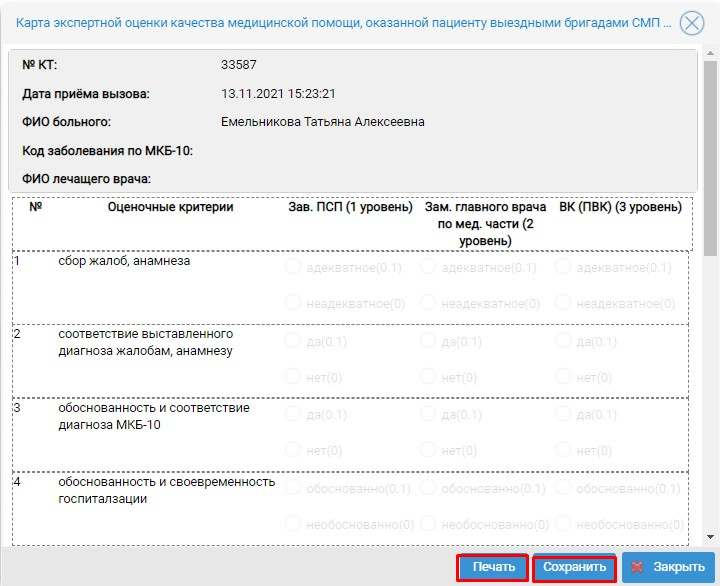 Карта экспертной оценки качества медицинской помощи, оказанной пациенту выездными бригадами СМП ...
№ КТ: 33587
Дата приёма вызова: 13.11.2021 15:23:21
ФИО больного: Емельникова Татьяна Алексеевна
Код заболевания по МКБ-10:
ФИО лечащего врача:
№ Оценочные критерии Зав. ПСП (1 уровень) Зам. главного врача ВК (ПВК) (3 уровень)
по мед. части (2
уровень)
1 сбор жалоб, анамнеза адекватное(0.1) адекватное(0.1) адекватное(0.1)
неадекватное(0) неадекватное(0) неадекватное(0)
2 соответствие выставленного да(0.1) да(0.1) да(0.1)
диагноза жалобам, анамнезу
нет(0) нет(0) нет(0)
3 обоснованность и соответствие да(0.1) да(0.1) да(0.1)
диагноза МКБ-10
нет(0) нет(0) нет(0)
4 обоснованность и своевременность обоснованно(0.1) обоснованно(0.1) обоснованно(0.1)
госпиталзации
необоснованно(0) необоснованно(0) необоснованно(0)
Печать Сохранить Закрыть